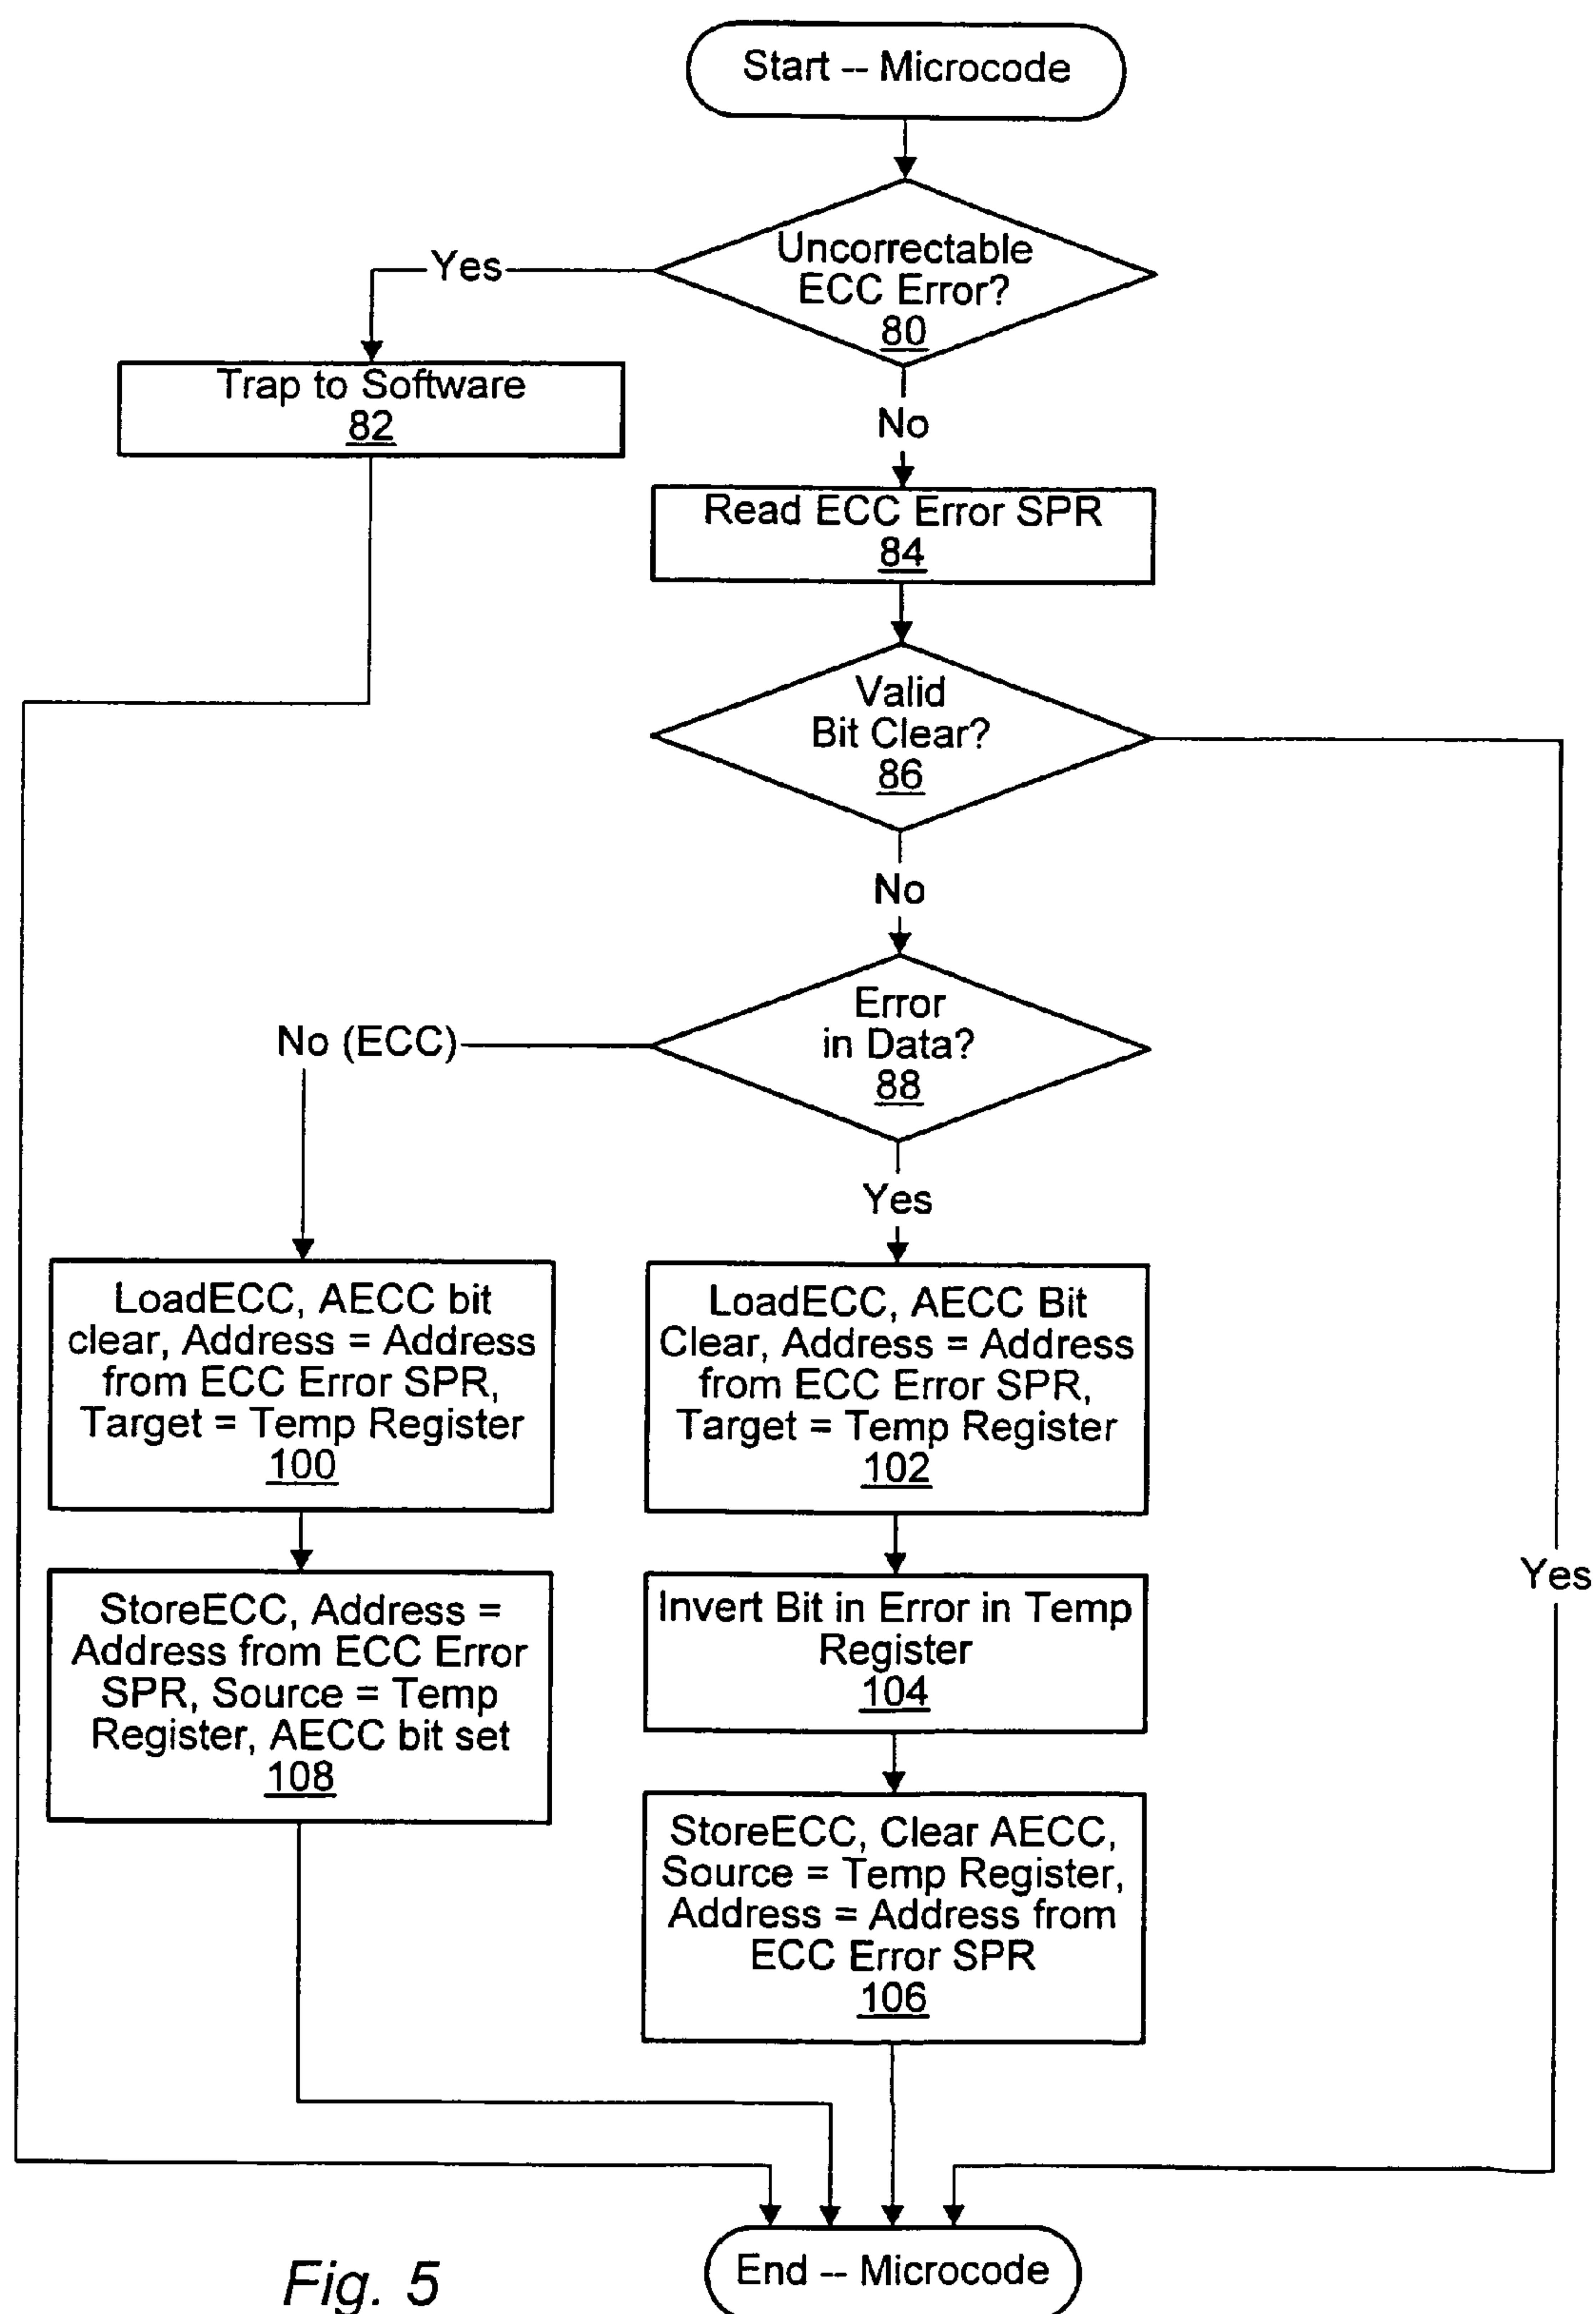 Start -- Microcode
Uncorrectable
ECC Error?
80
Yes
Trap to Software
82
No
Read ECC Error SPR
84
Valid
Bit Clear?
86
No
Error
in Data?
88
No (ECC)
Yes
LoadECC, AECC bit
clear, Address = Address
from ECC Error SPR,
Target = Temp Register
100
LoadECC, AECC Bit
Clear, Address = Address
from ECC Error SPR,
Target = Temp Register
102
Yes
StoreECC, Address =
Address from ECC Error
SPR, Source = Temp
Register, AECC bit set
108
Invert Bit in Error in Temp
Register
104
StoreECC, Clear AECC,
Source = Temp Register,
Address = Address from
ECC Error SPR
106
End -- Microcode
Fig. 5